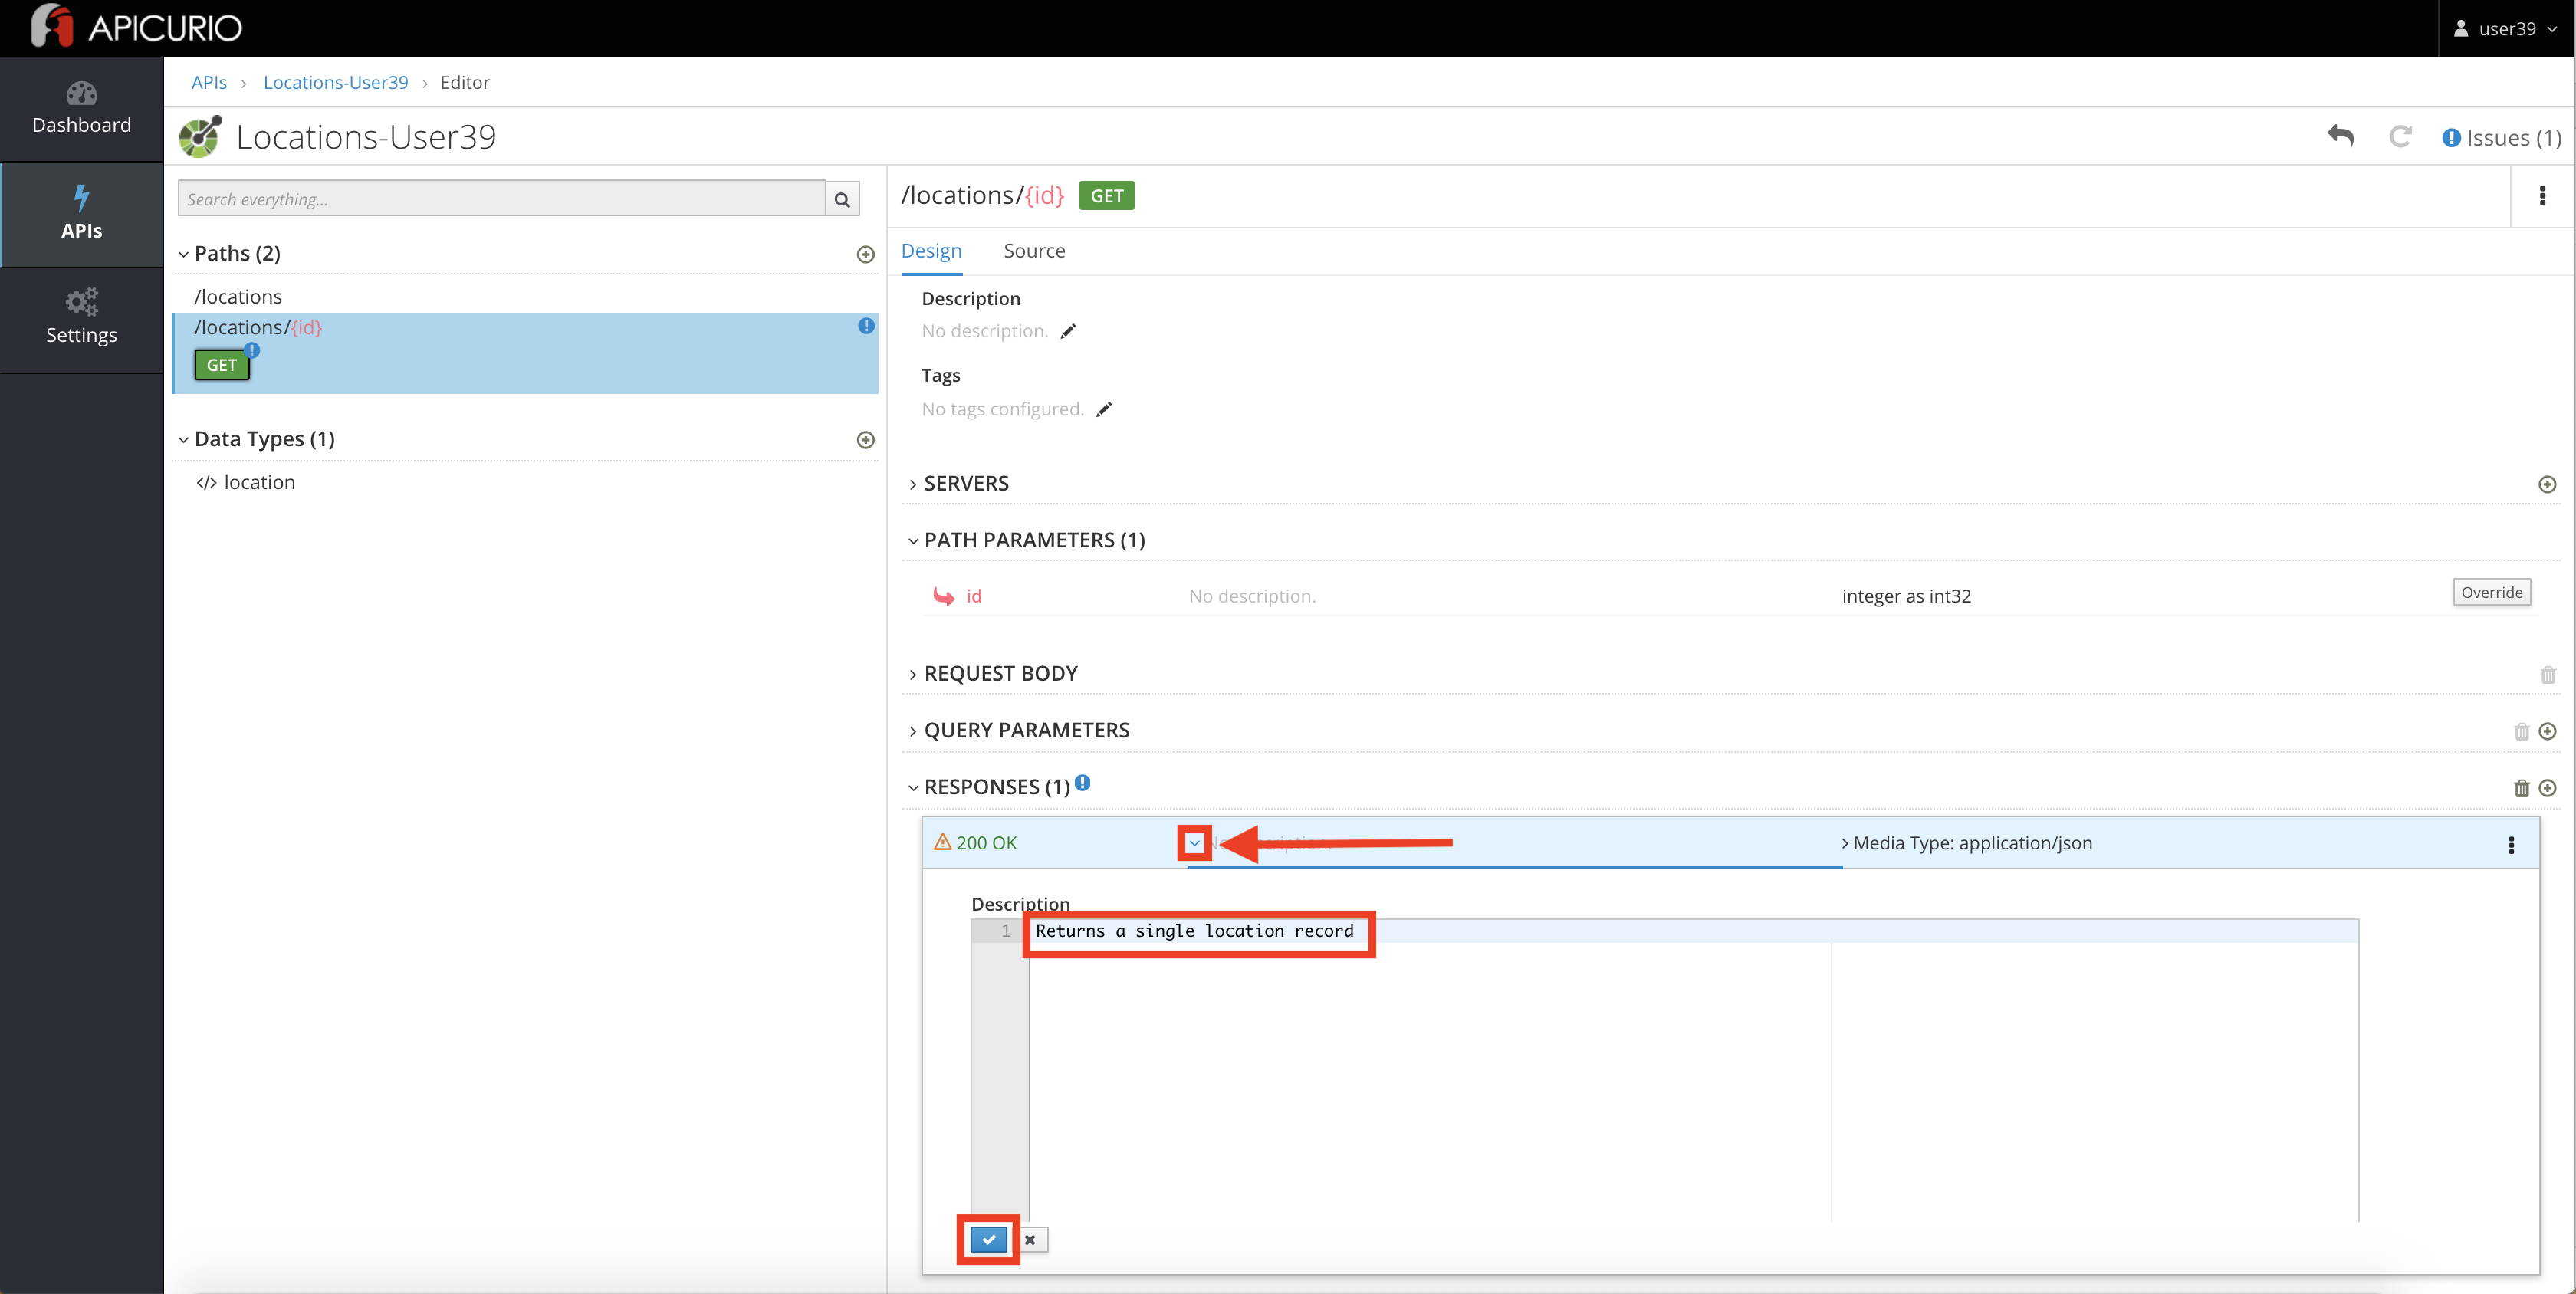 APICURIO
user39
Dashboard
APIs
Settings
APIs > Locations-User39 > Editor
Locations-User39
Issues (1)
Search everything...
Paths (2)
/locations
/locations/{id}
GET
Data Types (1)
</> location
/locations/{id} GET
Design Source
Description
No description.
Tags
No tags configured.
SERVERS
PATH PARAMETERS (1)
id No description. integer as int32 Override
REQUEST BODY
QUERY PARAMETERS
RESPONSES (1)
200 OK Media Type: application/json
Description
1 Returns a single location record